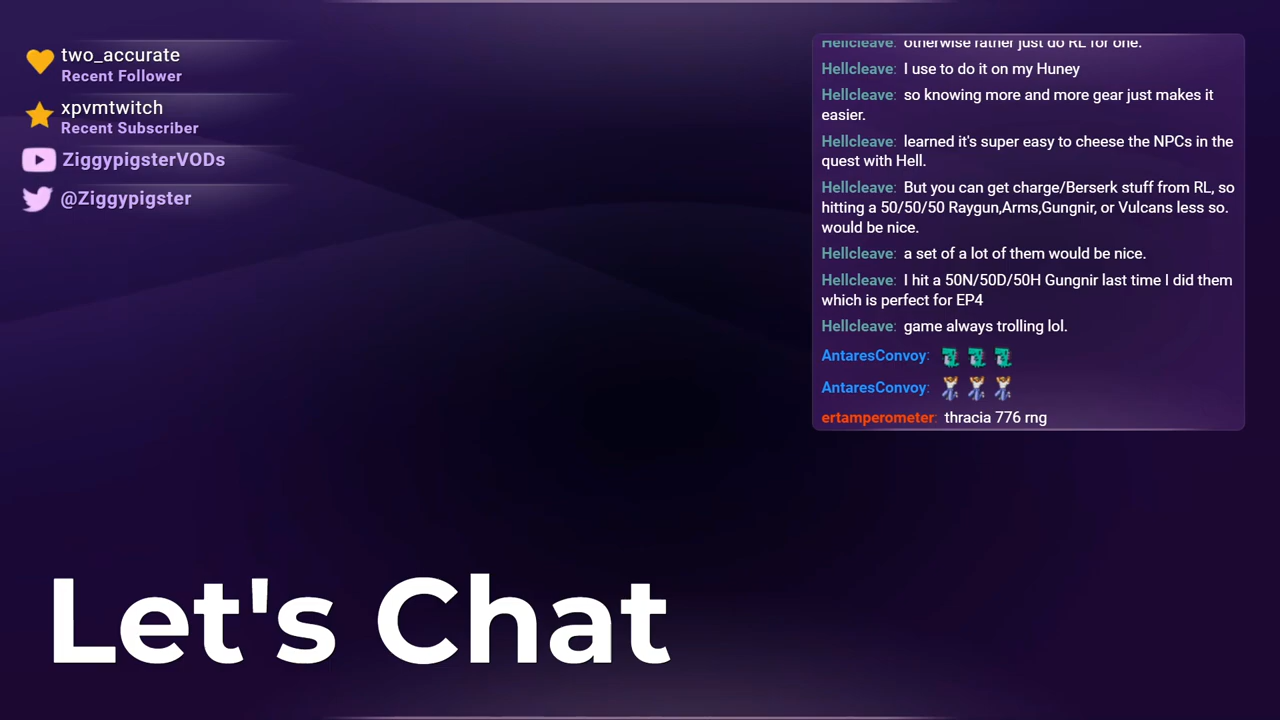 two_accurate
Recent Follower
xpvmtwitch
Recent Subscriber
ZiggypigsterVODs
@Ziggypigster
Hellcleave: otherwise rather just do RL for one.
Hellcleave: I use to do it on my Huney
Hellcleave: so knowing more and more gear just makes it
easier.
Hellcleave: learned it's super easy to cheese the NPCs in the
quest with Hell.
Hellcleave: But you can get charge/Berserk stuff from RL, so
hitting a 50/50/50 Raygun,Arms,Gungnir, or Vulcans less so.
would be nice.
Hellcleave: a set of a lot of them would be nice.
Hellcleave: I hit a 50N/50D/50H Gungnir last time I did them
which is perfect for EP4
Hellcleave: game always trolling lol.
AntaresConvoy:
AntaresConvoy:
ertamperometer: thracia 776 rng
Let's Chat